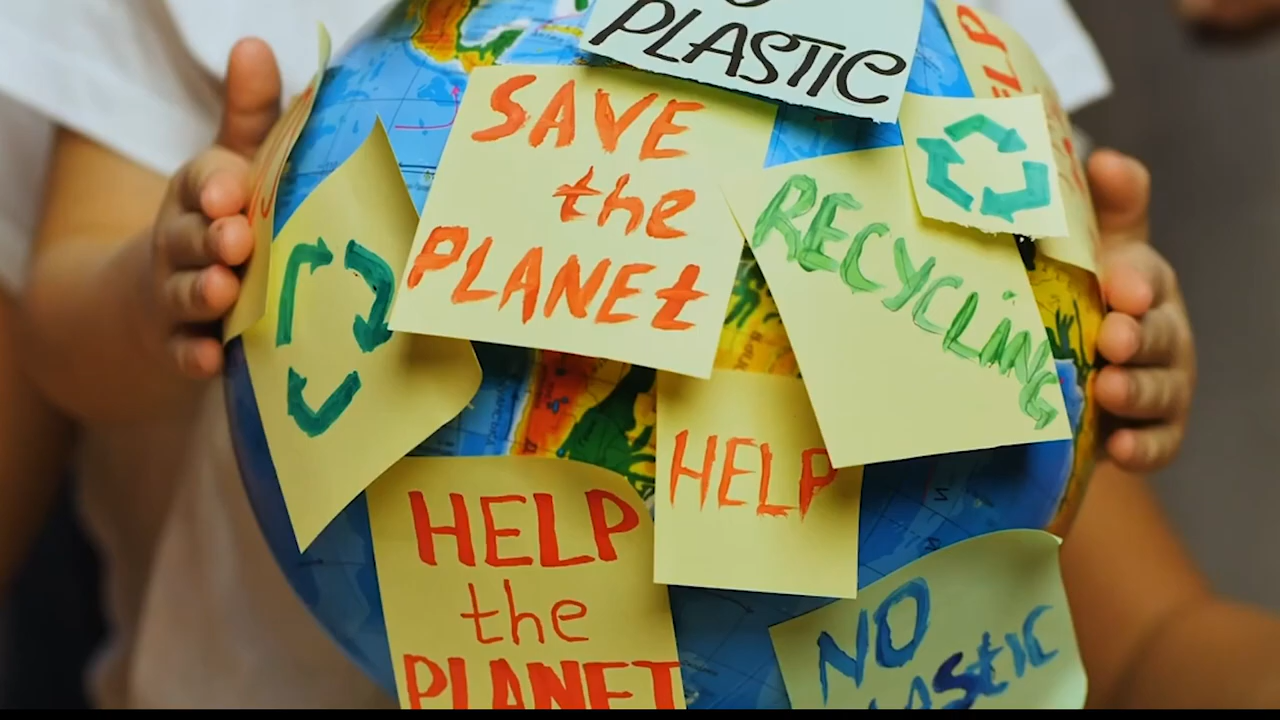 PLASTIC
SAVE
the
PLANEt
RECYCLING
HELP
HELP
the
PLANET
NO